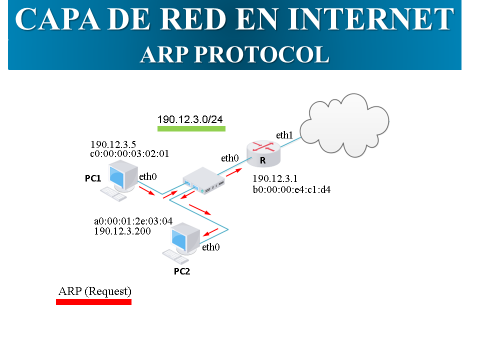 CAPA DE RED EN INTERNET
ARP PROTOCOL
190.12.3.0/24
eth1
190.12.3.5
c0:00:00:03:02:01
eth0
R
PC1
eth0
190.12.3.1
b0:00:00:e4:c1:d4
a0:00:01:2e:03:04
190.12.3.200
eth0
PC2
ARP (Request)